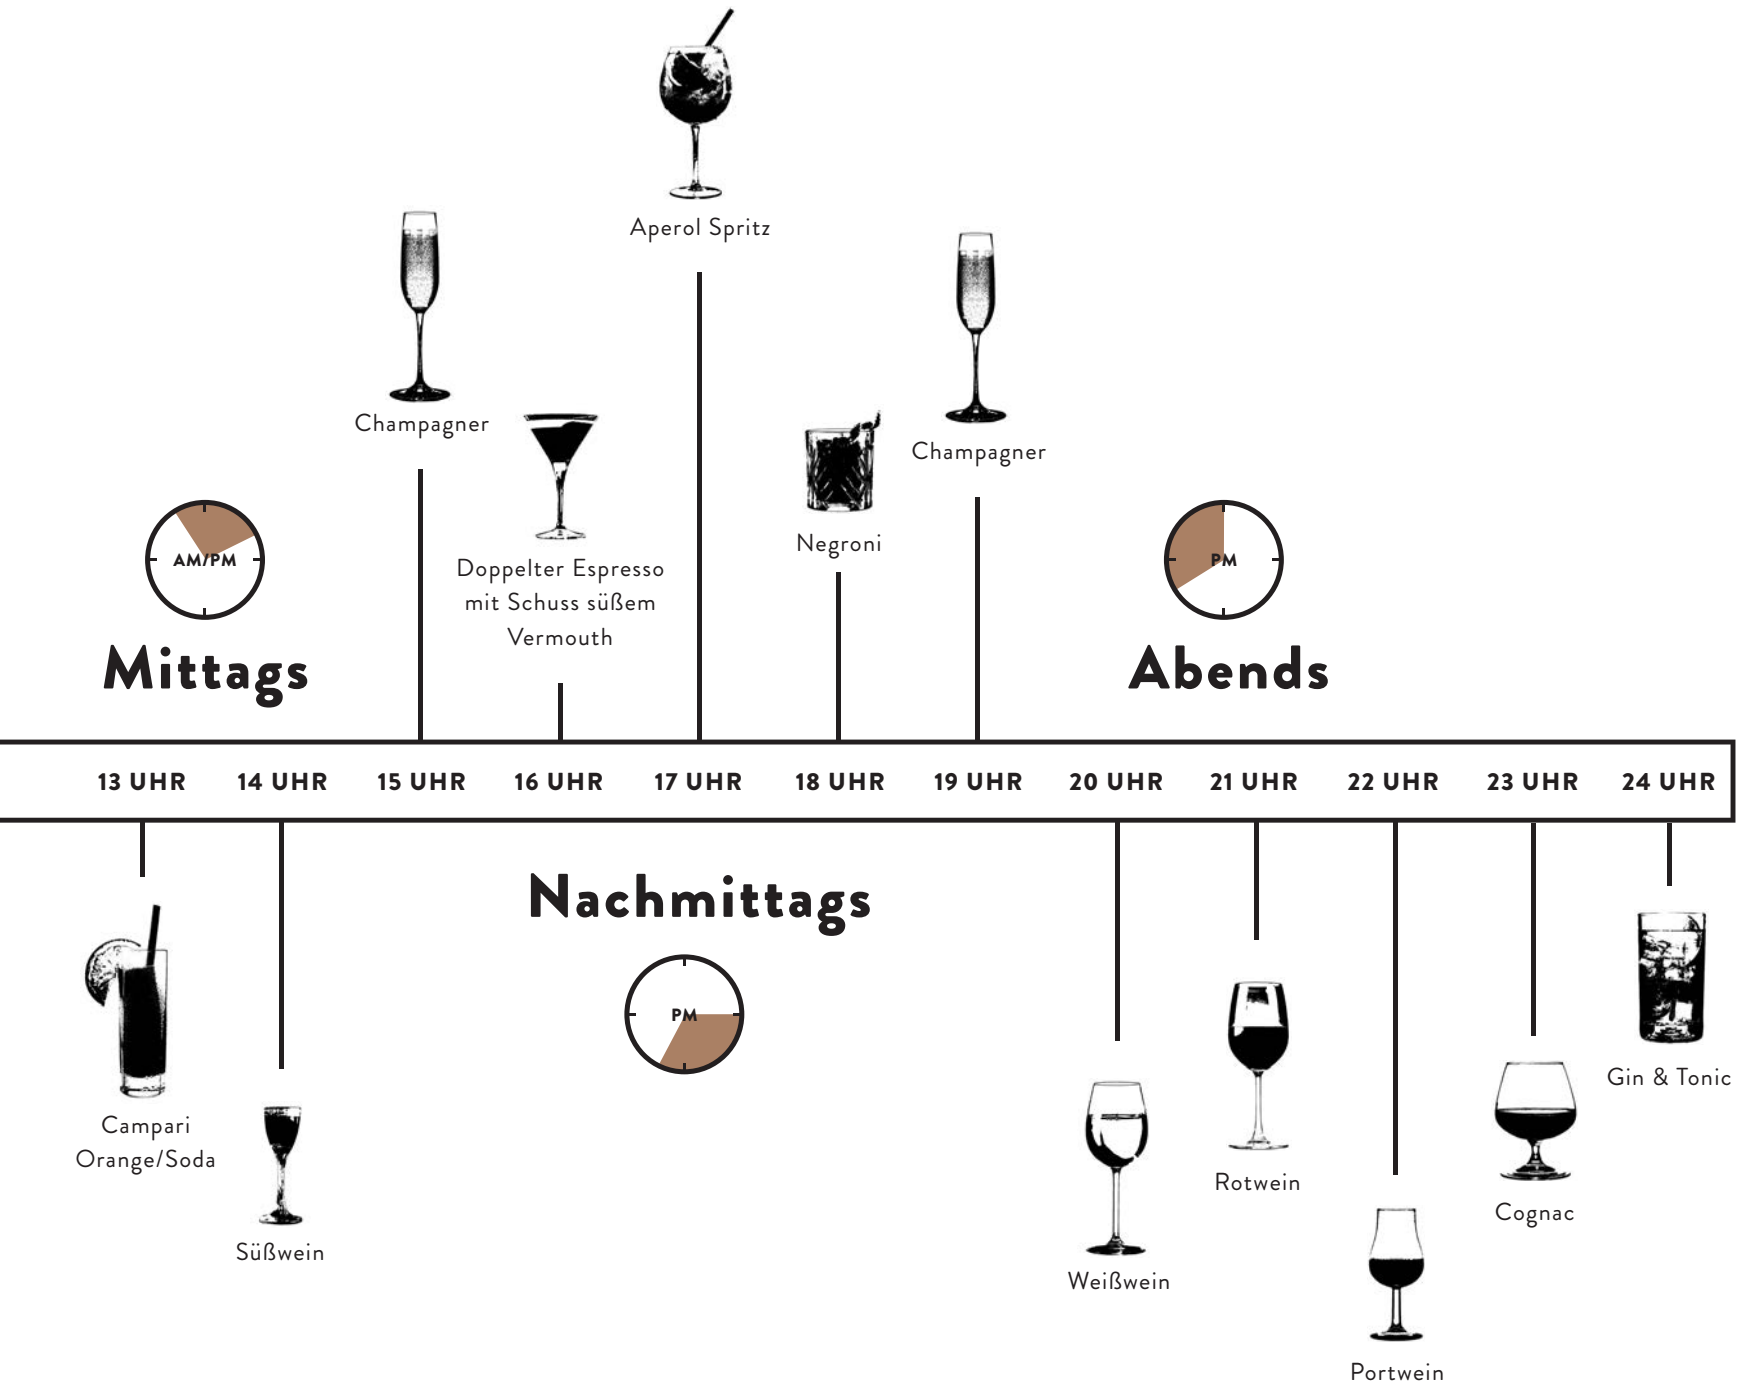 Aperol Spritz
Champagner
Champagner
Negroni
Doppelter Espresso
mit Schuss süßem
Vermouth
AM/PM
Mittags
PM
Abends
13 UHR
14 UHR
15 UHR
16 UHR
17 UHR
18 UHR
19 UHR
20 UHR
21 UHR
22 UHR
23 UHR
24 UHR
Nachmittags
PM
Campari
Orange/Soda
Süßwein
Weißwein
Rotwein
Portwein
Cognac
Gin & Tonic